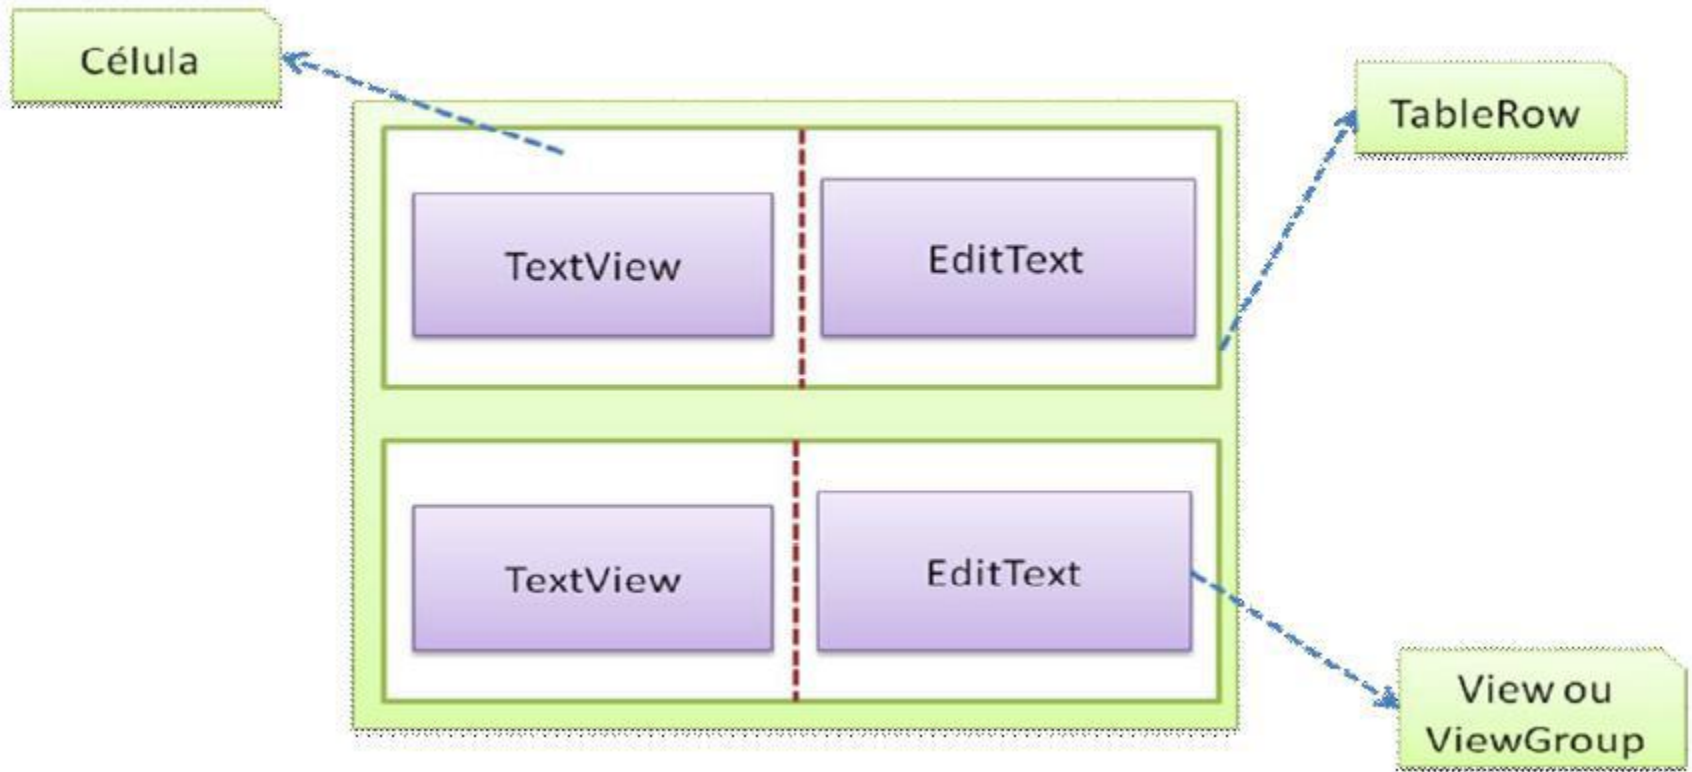 Célula
TableRow
TextView
EditText
TextView
EditText
View ou
ViewGroup